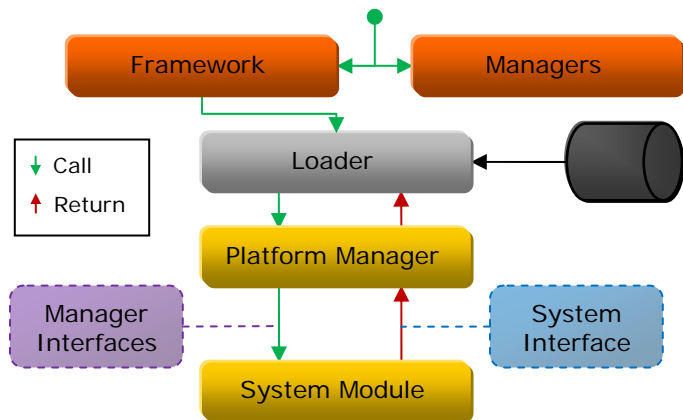 Framework
Managers
Loader
Call
Return
Platform Manager
Manager
Interfaces
System
Interface
System Module